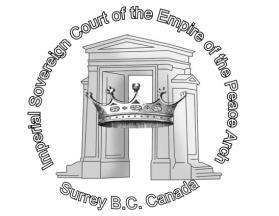 Imperial Sovereign Court of the Empire of the Peace Arch
Surrey B.C. Canada